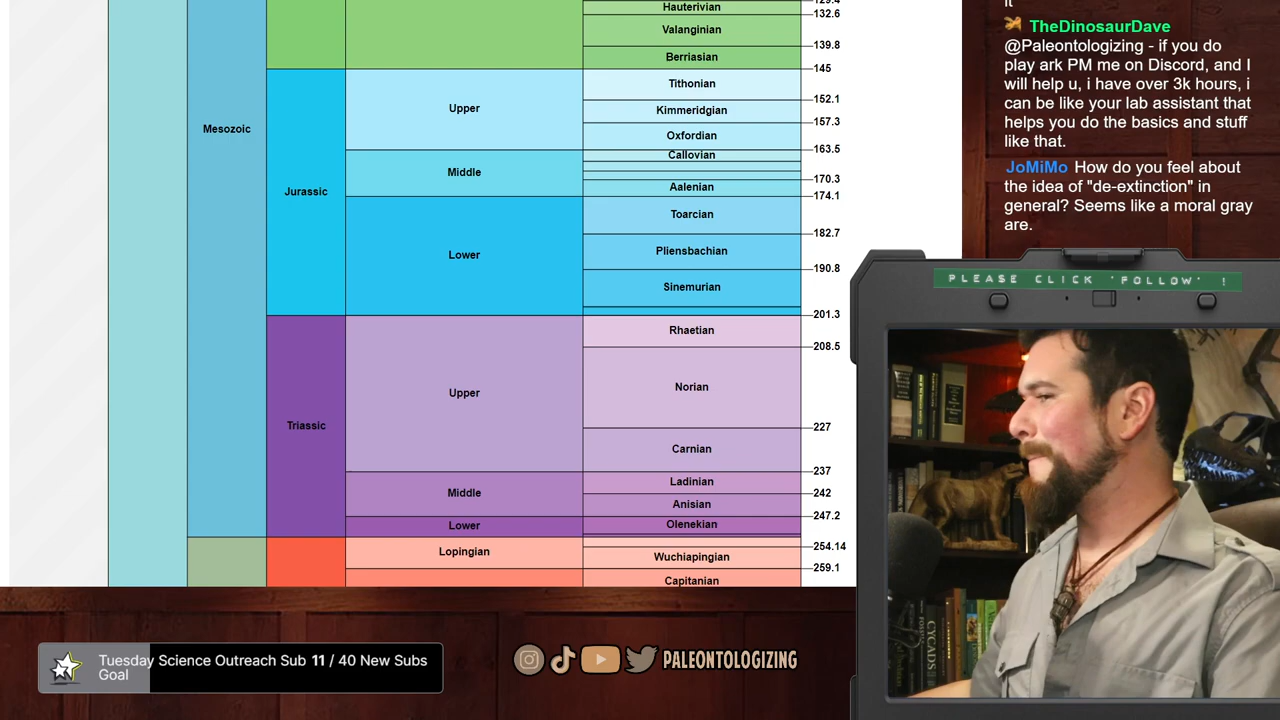 Hauterivian
129.4
132.6
Valanginian
139.8
Berriasian
145
Tithonian
152.1
Upper
Kimmeridgian
157.3
Mesozoic
Oxfordian
163.5
Callovian
Middle
170.3
Jurassic
Aalenian
174.1
Toarcian
182.7
Lower
Pliensbachian
190.8
Sinemurian
201.3
Rhaetian
208.5
Upper
Norian
Triassic
227
Carnian
237
Ladinian
Middle
242
Anisian
247.2
Lower
Olenekian
254.14
Lopingian
Wuchiapingian
259.1
Capitanian
it
TheDinosaurDave
@Paleontologizing - if you do
play ark PM me on Discord, and I
will help u, i have over 3k hours, i
can be like your lab assistant that
helps you do the basics and stuff
like that.
JoMiMo How do you feel about
the idea of "de-extinction" in
general? Seems like a moral gray
are.
PLEASE CLICK 'FOLLOW' !
CYCADS
Tuesday Science Outreach Sub 11 / 40 New Subs
Goal
PALEONTOLOGIZING